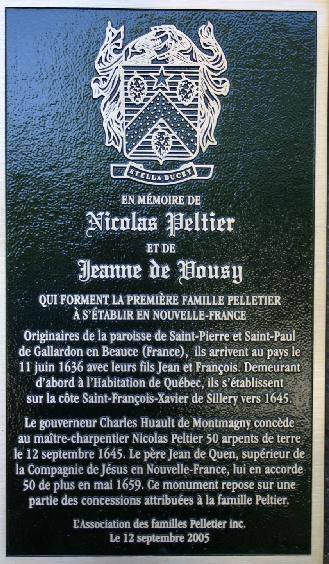 STELLA DUCET
EN MÉMOIRE DE
Nicolas Peltier
ET DE
Jeanne de Vousy
QUI FORMENT LA PREMIÈRE FAMILLE PELLETIER
À S'ÉTABLIR EN NOUVELLE-FRANCE
Originaires de la paroisse de Saint-Pierre et Saint-Paul
de Gallardon en Beauce (France), ils arrivent au pays le
11 juin 1636 avec leurs fils Jean et François. Demeurant
d'abord à l'Habitation de Québec, ils s'établissent
sur la côte Saint-François-Xavier de Sillery vers 1645.
Le gouverneur Charles Huault de Montmagny concède
au maître-charpentier Nicolas Peltier 50 arpents de terre
le 12 septembre 1645. Le père Jean de Quen, supérieur de
la Compagnie de Jésus en Nouvelle-France, lui en accorde
50 de plus en mai 1659. Ce monument repose sur une
partie des concessions attribuées à la famille Peltier.
L'Association des familles Pelletier inc.
Le 12 septembre 2005